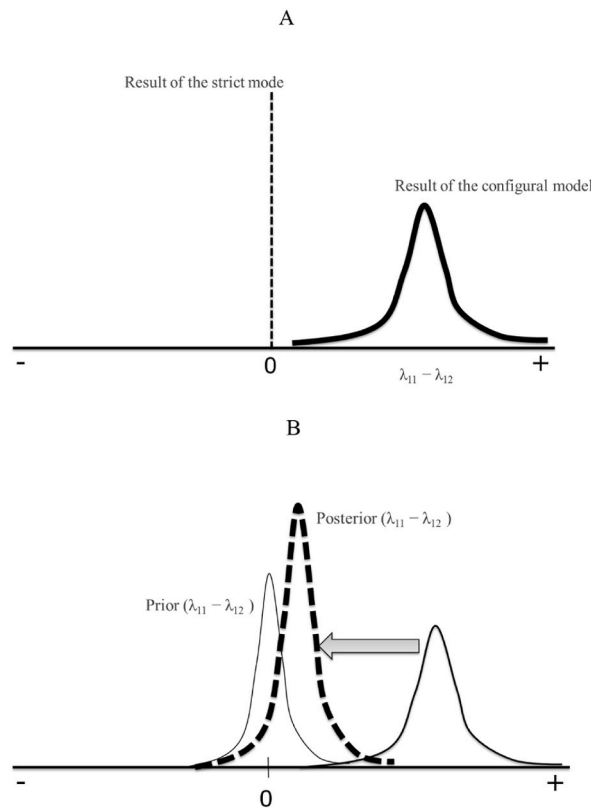 A
Result of the strict mode
Result of the configural model
- 0 +
λ₁₁ − λ₁₂
B
Posterior (λ₁₁ − λ₁₂)
Prior (λ₁₁ − λ₁₂)
- 0 +